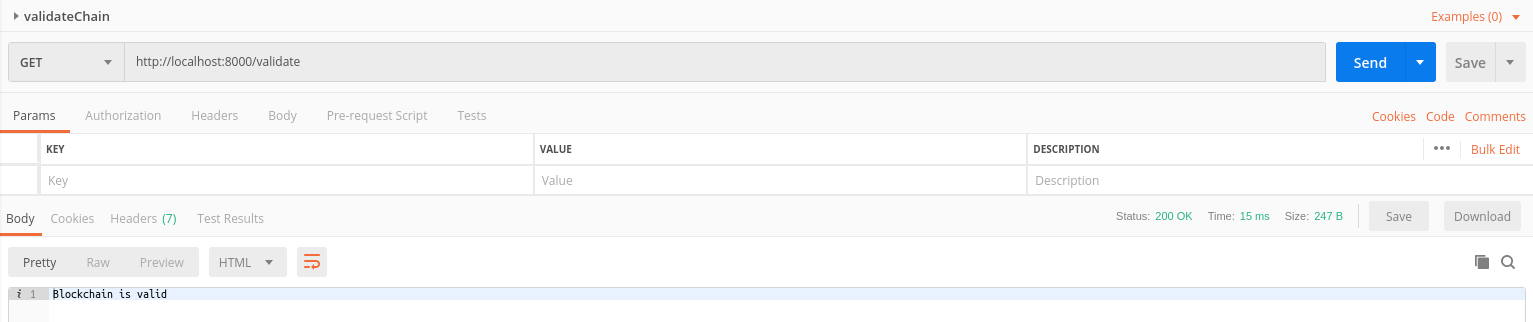 validateChain Examples (0)
GET http://localhost:8000/validate Send Save
Params Authorization Headers Body Pre-request Script Tests Cookies Code Comments
KEY VALUE DESCRIPTION ••• Bulk Edit
Key Value Description
Body Cookies Headers (7) Test Results Status: 200 OK Time: 15 ms Size: 247 B Save Download
Pretty Raw Preview HTML
i 1 Blockchain is valid